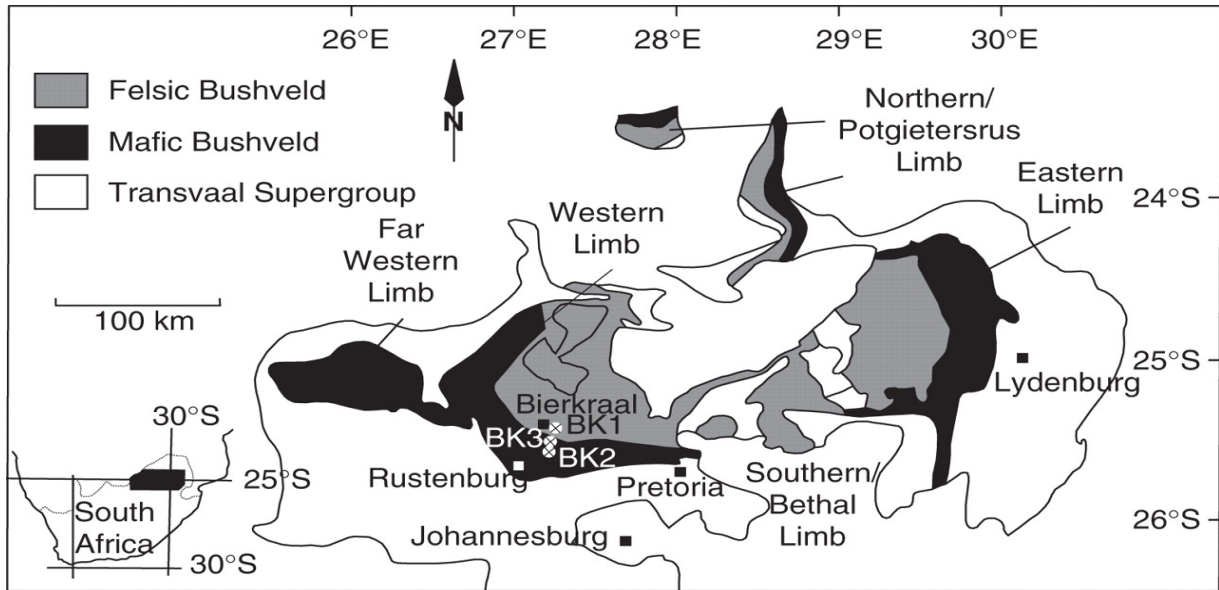 26°E 27°E 28°E 29°E 30°E
Felsic Bushveld
Mafic Bushveld
Transvaal Supergroup
N
Northern/
Potgietersrus
Limb
Eastern
Limb
24°S
Western
Limb
Far
Western
Limb
100 km
25°S
Lydenburg
Bierkraal
BK1
BK3
BK2
Rustenburg
Pretoria
Southern/
Bethal
Limb
Johannesburg
26°S
30°S
25°S
South
Africa
30°S